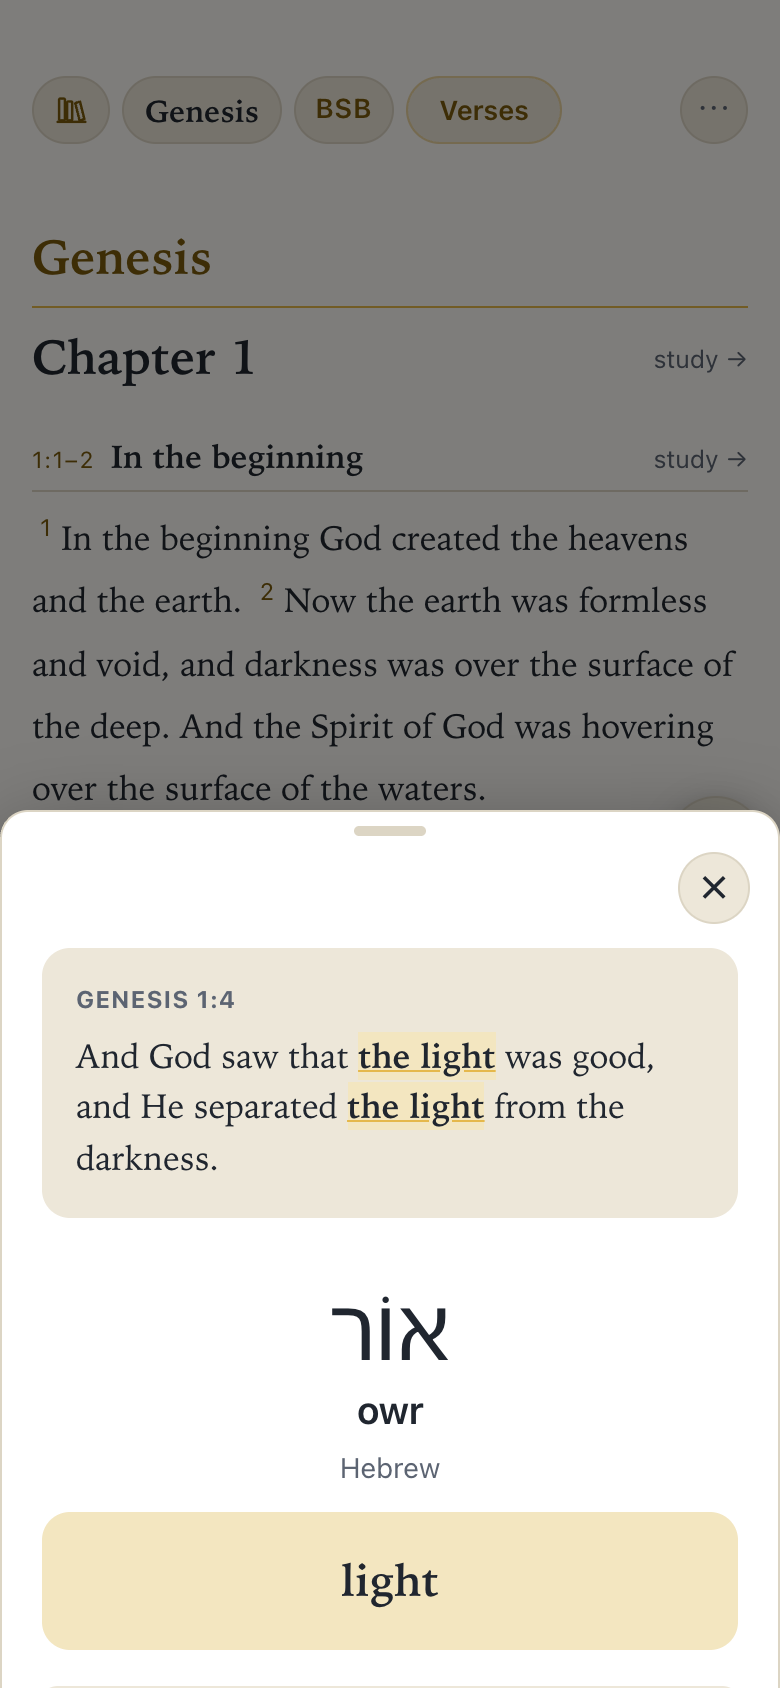 Genesis BSB Verses ...
Genesis
Chapter 1 study →
1:1–2 In the beginning study →
1 In the beginning God created the heavens
and the earth. 2 Now the earth was formless
and void, and darkness was over the surface of
the deep. And the Spirit of God was hovering
over the surface of the waters.
GENESIS 1:4
And God saw that the light was good,
and He separated the light from the
darkness.
אוֹר
owr
Hebrew
light